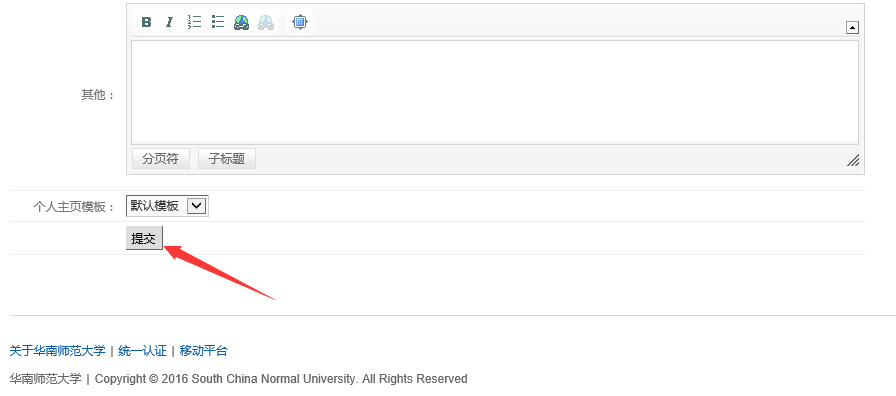 B I
其他：
分页符 子标题
个人主页模板： 默认模板
提交
关于华南师范大学 | 统一认证 | 移动平台
华南师范大学 | Copyright © 2016 South China Normal University. All Rights Reserved